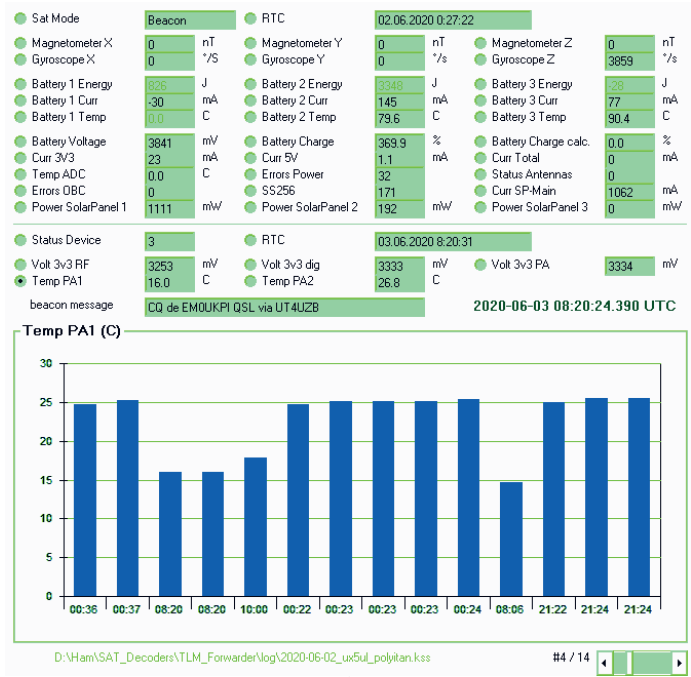 Sat Mode Beacon RTC 02.06.2020 0:27:22
Magnetometer X 0 nT Magnetometer Y 0 nT Magnetometer Z 0 nT
Gyroscope X 0 °/S Gyroscope Y 0 °/s Gyroscope Z 3859 °/s
Battery 1 Energy 826 J Battery 2 Energy 3348 J Battery 3 Energy -28 J
Battery 1 Curr -30 mA Battery 2 Curr 145 mA Battery 3 Curr 77 mA
Battery 1 Temp 0.0 C Battery 2 Temp 79.6 C Battery 3 Temp 90.4 C
Battery Voltage 3841 mV Battery Charge 369.9 % Battery Charge calc. 0.0 %
Curr 3V3 23 mA Curr 5V 1.1 mA Curr Total 0 mA
Temp ADC 0.0 C Errors Power 32 Status Antennas 0
Errors OBC 0 SS256 171 Curr SP-Main 1062 mA
Power SolarPanel 1 1111 mW Power SolarPanel 2 192 mW Power SolarPanel 3 0 mW
Status Device 3 RTC 03.06.2020 8:20:31
Volt 3v3 RF 3253 mV Volt 3v3 dig 3333 mV Volt 3v3 PA 3334 mV
Temp PA1 16.0 C Temp PA2 26.8 C
beacon message CQ de EM0UKPI QSL via UT4UZB 2020-06-03 08:20:24.390 UTC
Temp PA1 (C)
30
25
20
15
10
5
0
00:36 00:37 08:20 08:20 10:00 00:22 00:23 00:23 00:23 00:24 08:06 21:22 21:24 21:24
D:\Ham\SAT_Decoders\TLM_Forwarder\log\2020-06-02_ux5ul_polyitan.kss #4 / 14